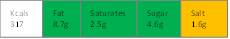 Kcals Fat Saturates Sugar Salt
317 8.7g 2.5g 4.6g 1.6g